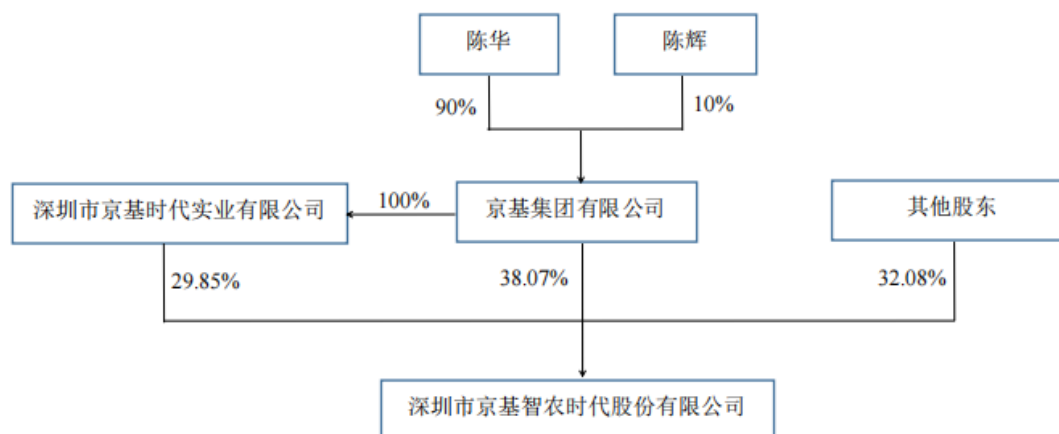 陈华
陈辉
90%
10%
深圳市京基时代实业有限公司
100%
京基集团有限公司
其他股东
29.85%
38.07%
32.08%
深圳市京基智农时代股份有限公司